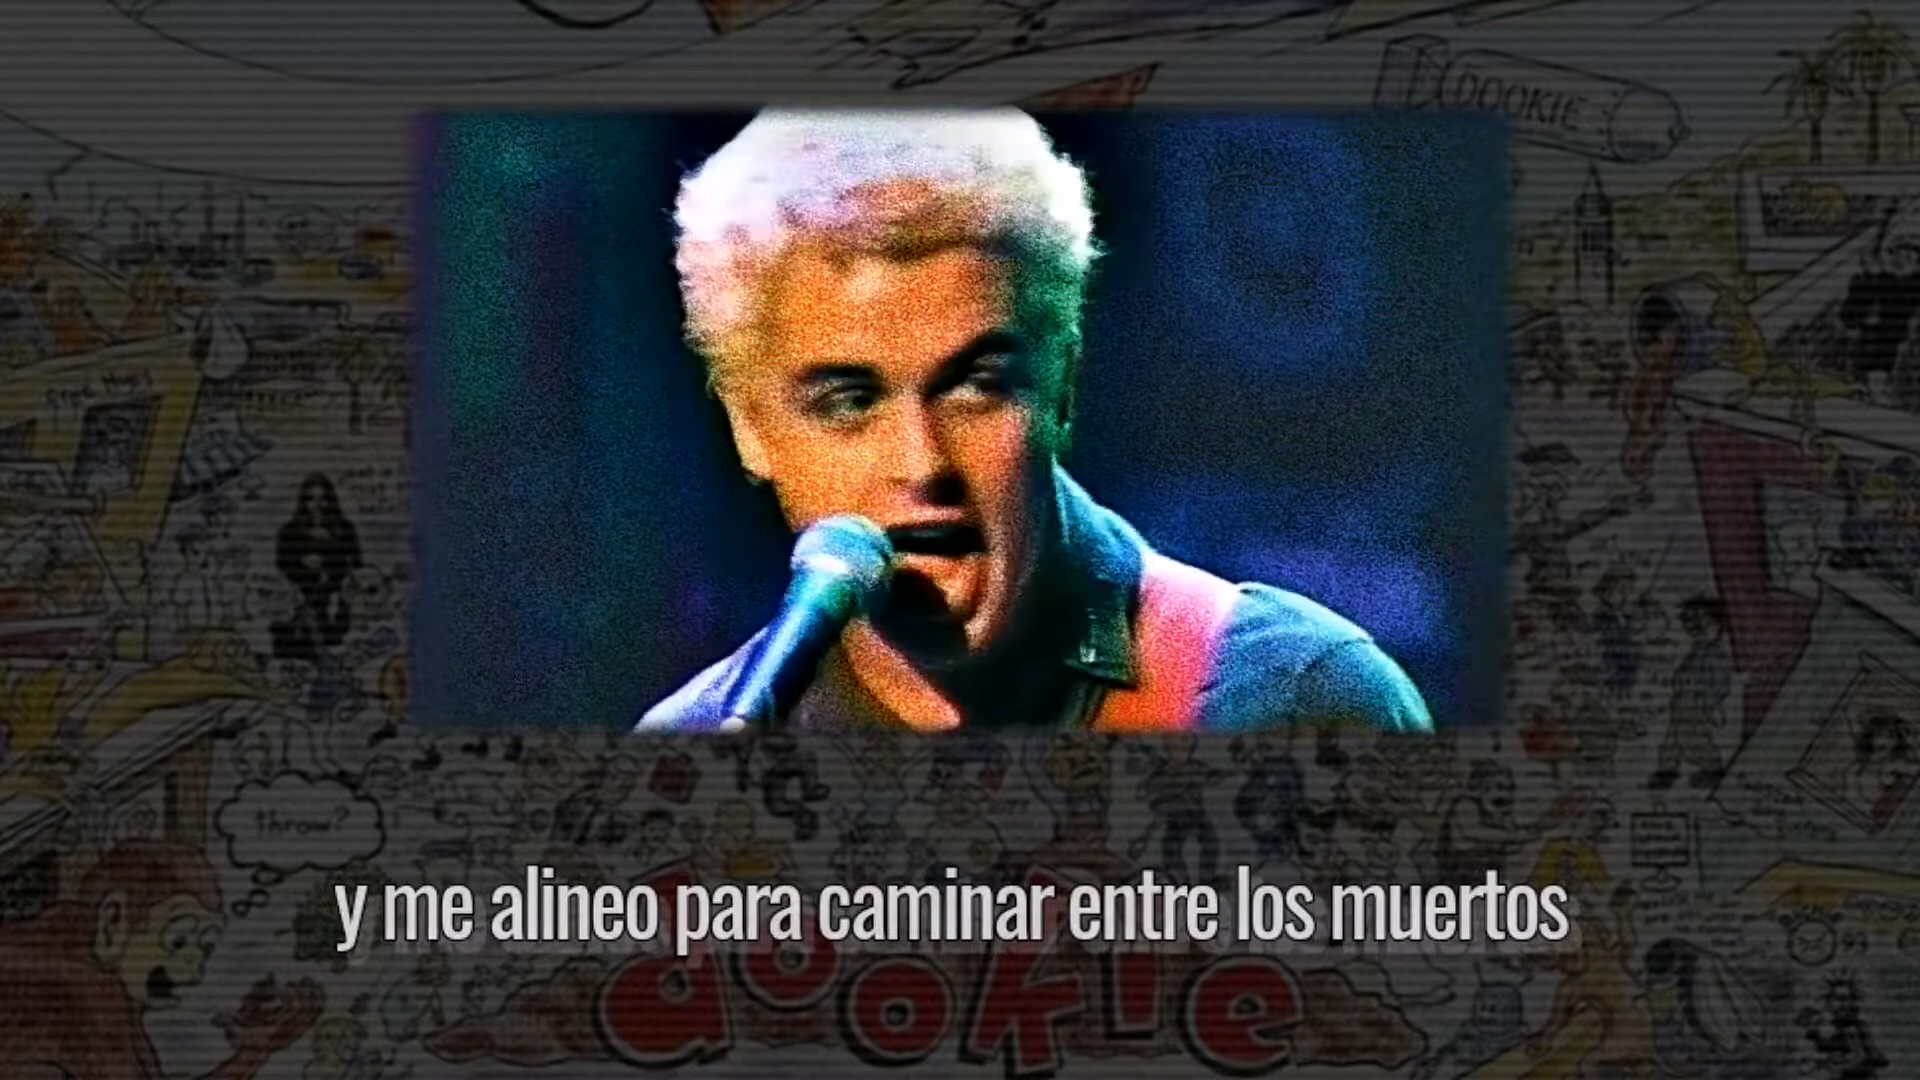 DOOKIE
throw?
y me alineo para caminar entre los muertos
dookie